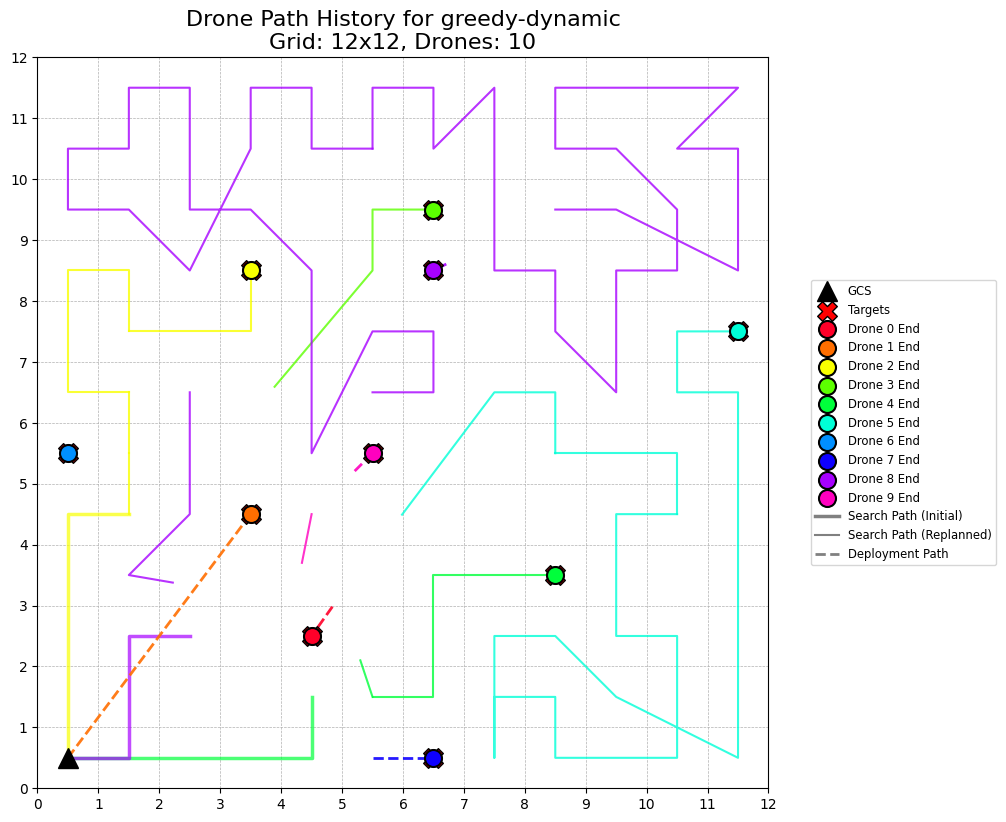 Drone Path History for greedy-dynamic
Grid: 12x12, Drones: 10
12
11
10
9
8
7
6
5
4
3
2
1
0
0 1 2 3 4 5 6 7 8 9 10 11 12
GCS
Targets
Drone 0 End
Drone 1 End
Drone 2 End
Drone 3 End
Drone 4 End
Drone 5 End
Drone 6 End
Drone 7 End
Drone 8 End
Drone 9 End
Search Path (Initial)
Search Path (Replanned)
Deployment Path